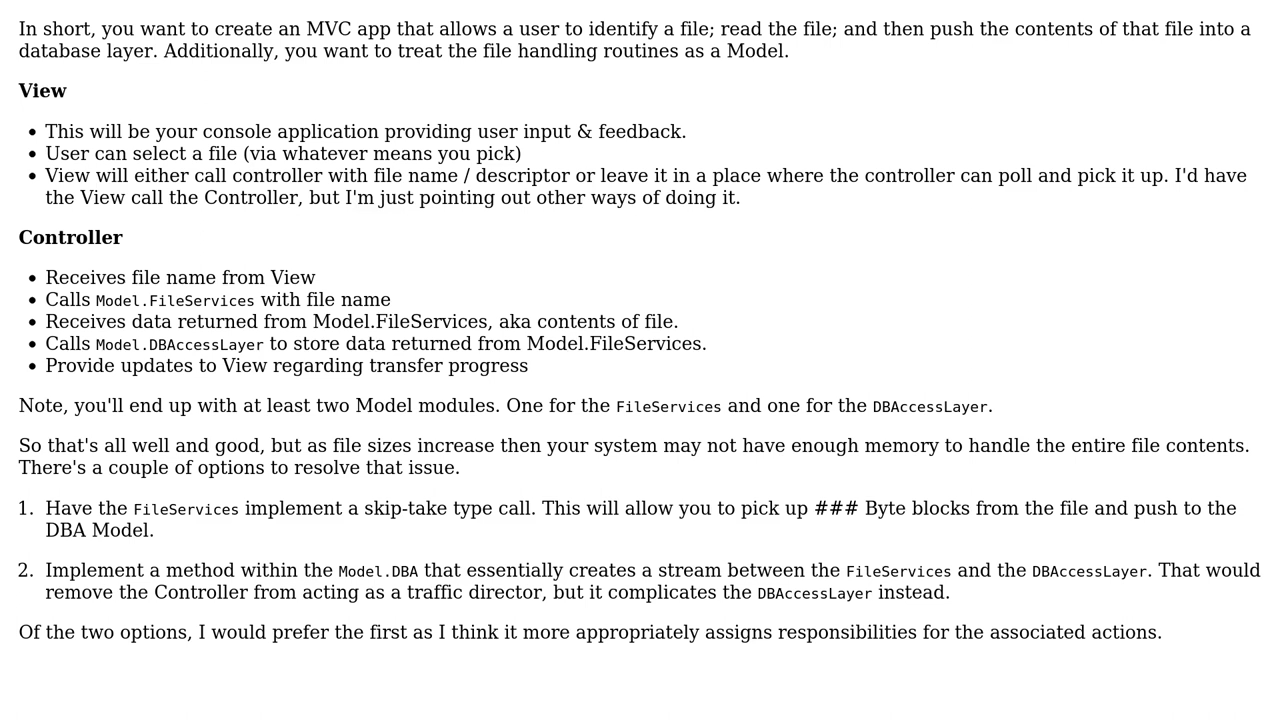 In short, you want to create an MVC app that allows a user to identify a file; read the file; and then push the contents of that file into a
database layer. Additionally, you want to treat the file handling routines as a Model.
View
• This will be your console application providing user input & feedback.
• User can select a file (via whatever means you pick)
• View will either call controller with file name / descriptor or leave it in a place where the controller can poll and pick it up. I'd have
the View call the Controller, but I'm just pointing out other ways of doing it.
Controller
• Receives file name from View
• Calls Model.FileServices with file name
• Receives data returned from Model.FileServices, aka contents of file.
• Calls Model.DBAccessLayer to store data returned from Model.FileServices.
• Provide updates to View regarding transfer progress
Note, you'll end up with at least two Model modules. One for the FileServices and one for the DBAccessLayer.
So that's all well and good, but as file sizes increase then your system may not have enough memory to handle the entire file contents.
There's a couple of options to resolve that issue.
1. Have the FileServices implement a skip-take type call. This will allow you to pick up ### Byte blocks from the file and push to the
DBA Model.
2. Implement a method within the Model.DBA that essentially creates a stream between the FileServices and the DBAccessLayer. That would
remove the Controller from acting as a traffic director, but it complicates the DBAccessLayer instead.
Of the two options, I would prefer the first as I think it more appropriately assigns responsibilities for the associated actions.